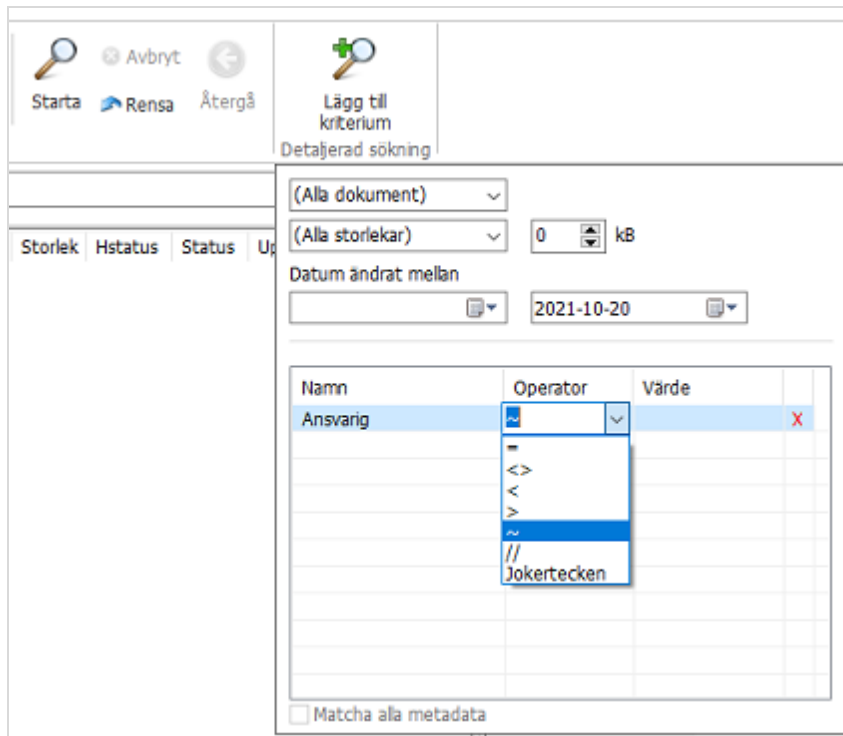 Starta
Avbryt
Rensa
Återgå
Lägg till
kriterium
Detaljerad sökning
(Alla dokument)
(Alla storlekar) 0 kB
Storlek Hstatus Status Up
Datum ändrat mellan
2021-10-20
Namn Operator Värde
Ansvarig ~ X
=
<>
<
>
~
//
Jokertecken
Matcha alla metadata